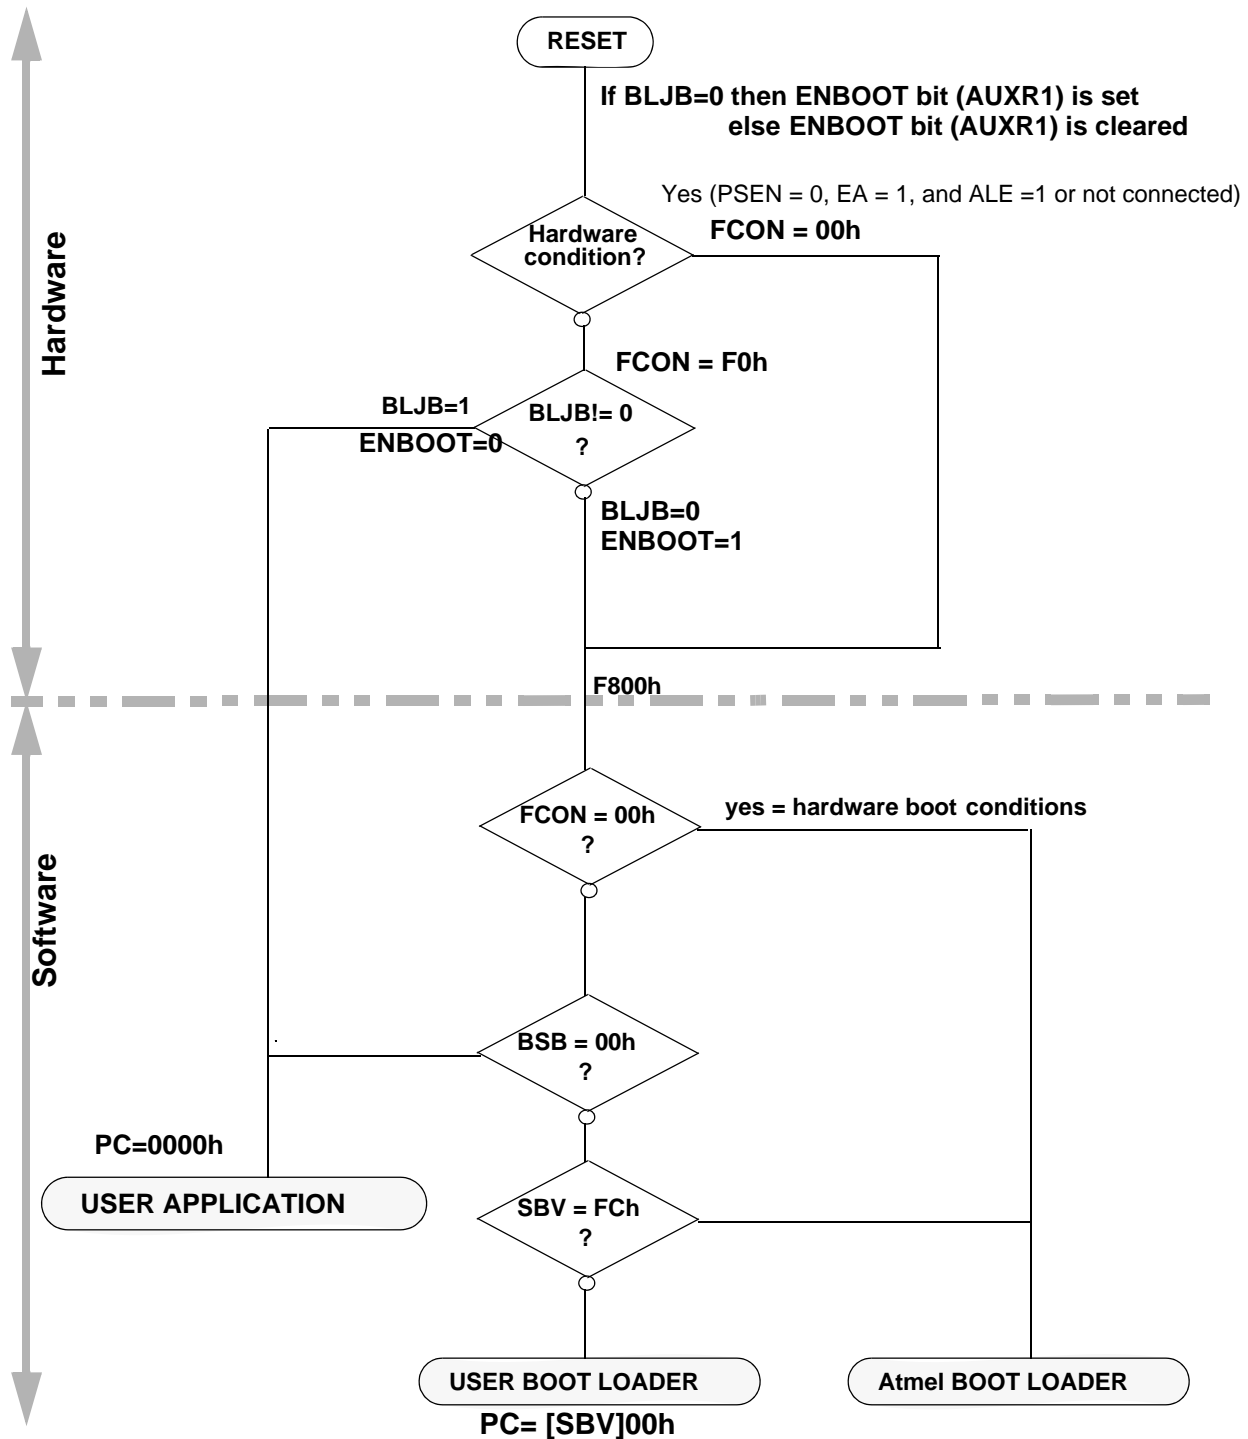 RESET
If BLJB=0 then ENBOOT bit (AUXR1) is set
else ENBOOT bit (AUXR1) is cleared
Yes (PSEN = 0, EA = 1, and ALE =1 or not connected)
FCON = 00h
Hardware
condition?
Hardware
FCON = F0h
BLJB=1
ENBOOT=0
BLJB!= 0
?
BLJB=0
ENBOOT=1
F800h
FCON = 00h
?
yes = hardware boot conditions
Software
BSB = 00h
?
PC=0000h
USER APPLICATION
SBV = FCh
?
USER BOOT LOADER
PC= [SBV]00h
Atmel BOOT LOADER